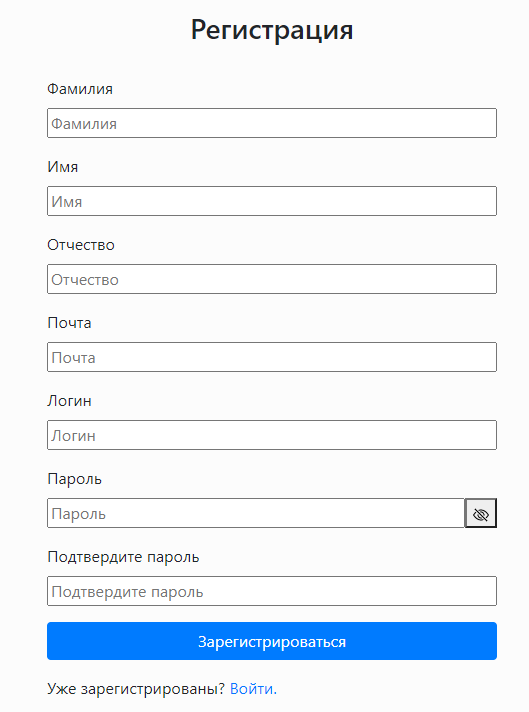 Регистрация
Фамилия
Фамилия
Имя
Имя
Отчество
Отчество
Почта
Почта
Логин
Логин
Пароль
Пароль
Подтвердите пароль
Подтвердите пароль
Зарегистрироваться
Уже зарегистрированы? Войти.